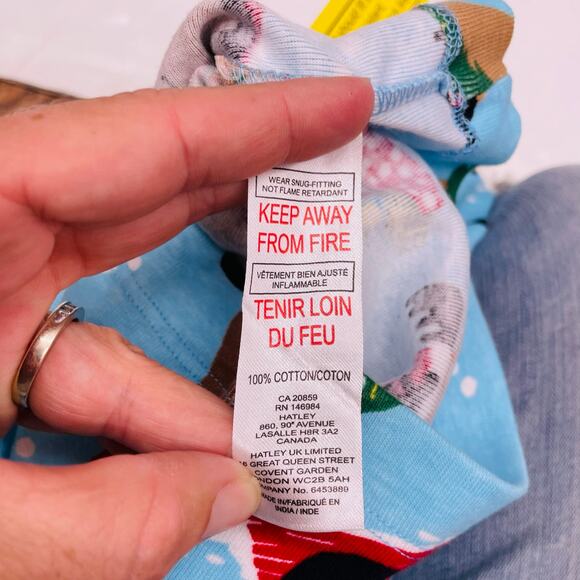 WEAR SNUG-FITTING
NOT FLAME RETARDANT
KEEP AWAY
FROM FIRE
VÊTEMENT BIEN AJUSTÉ
INFLAMMABLE
TENIR LOIN
DU FEU
100% COTTON/COTON
CA 20859
RN 146984
HATLEY
860, 90e AVENUE
LASALLE H8R 3A2
CANADA
HATLEY UK LIMITED
GREAT QUEEN STREET
COVENT GARDEN
LONDON WC2B 5AH
COMPANY No. 6453889
MADE IN/FABRIQUÉ EN
INDIA / INDE